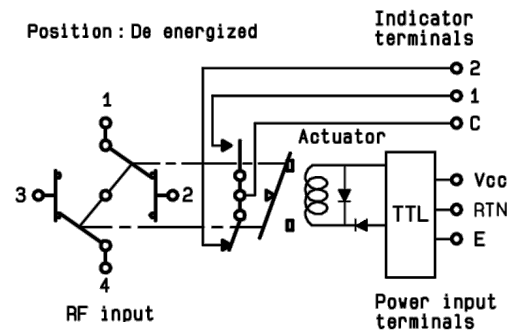 Position : De energized
Indicator
terminals
2
1
C
1
Actuator
3
2
4
TTL
Vcc
RTN
E
RF input
Power input
terminals